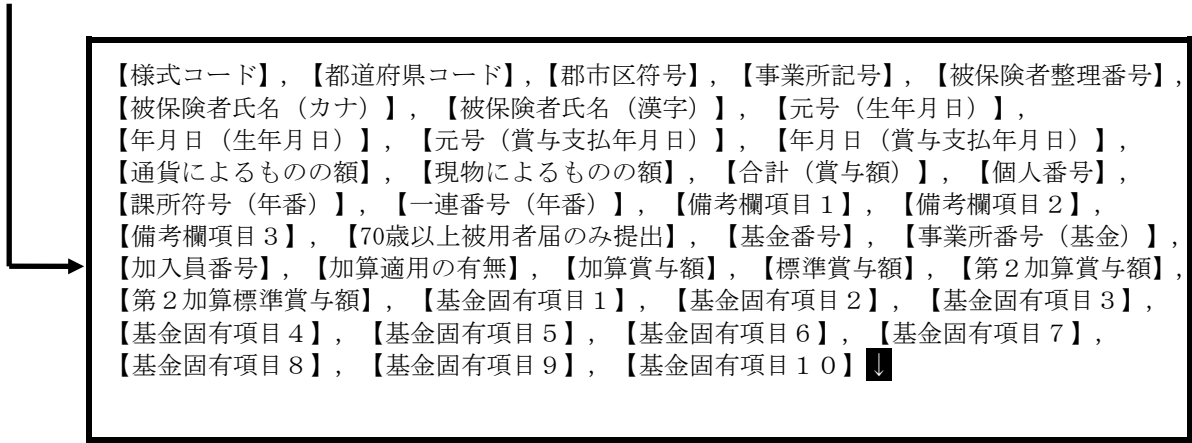 【様式コード】，【都道府県コード】，【郡市区符号】，【事業所記号】，【被保険者整理番号】，
【被保険者氏名（カナ）】，【被保険者氏名（漢字）】，【元号（生年月日）】，
【年月日（生年月日）】，【元号（賞与支払年月日）】，【年月日（賞与支払年月日）】，
【通貨によるものの額】，【現物によるものの額】，【合計（賞与額）】，【個人番号】，
【課所符号（年番）】，【一連番号（年番）】，【備考欄項目１】，【備考欄項目２】，
【備考欄項目３】，【70歳以上被用者届のみ提出】，【基金番号】，【事業所番号（基金）】，
【加入員番号】，【加算適用の有無】，【加算賞与額】，【標準賞与額】，【第２加算賞与額】，
【第２加算標準賞与額】，【基金固有項目１】，【基金固有項目２】，【基金固有項目３】，
【基金固有項目４】，【基金固有項目５】，【基金固有項目６】，【基金固有項目７】，
【基金固有項目８】，【基金固有項目９】，【基金固有項目１０】↓